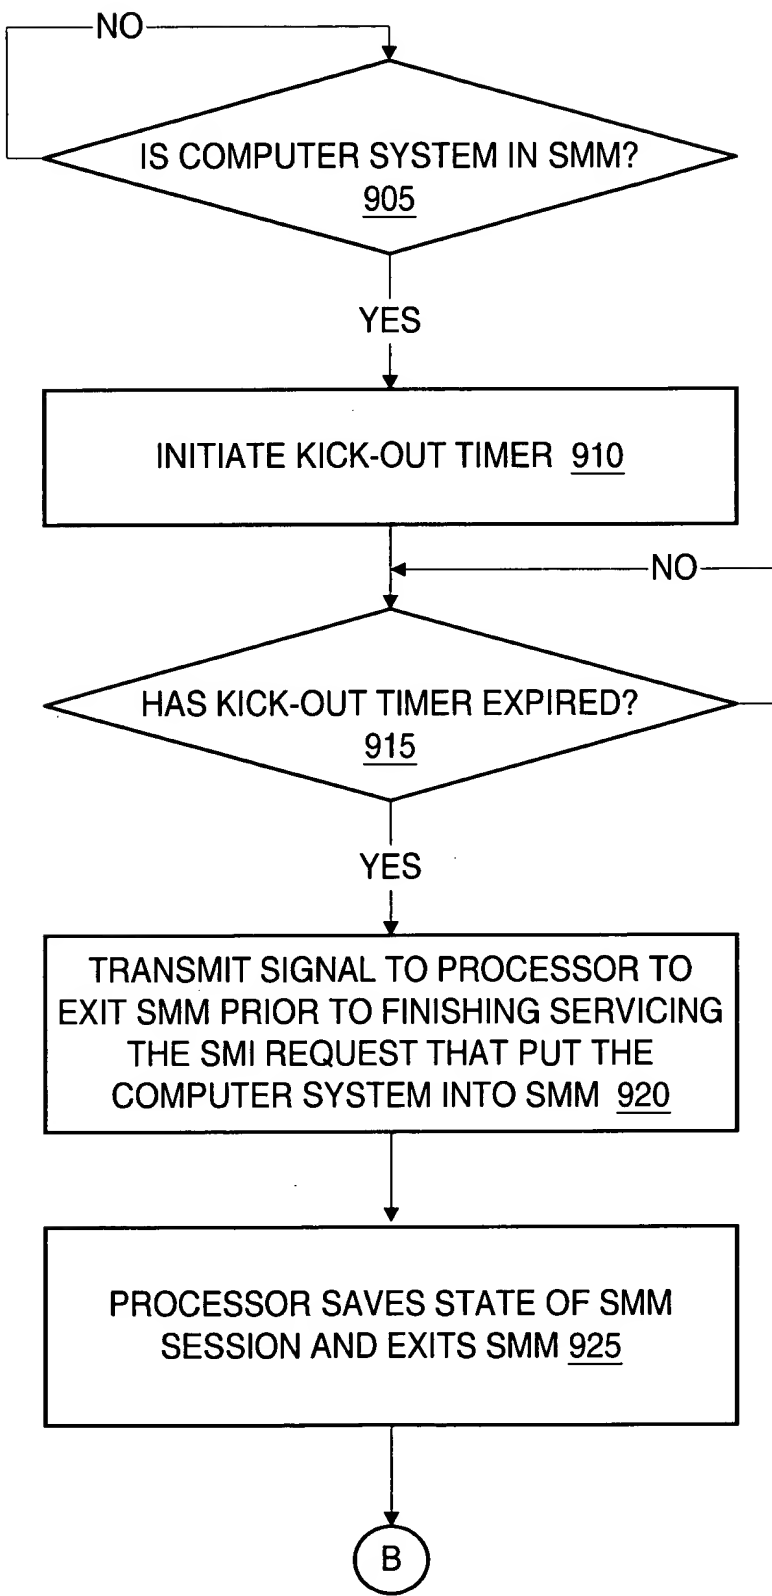 NO
IS COMPUTER SYSTEM IN SMM?
905
YES
INITIATE KICK-OUT TIMER 910
NO
HAS KICK-OUT TIMER EXPIRED?
915
YES
TRANSMIT SIGNAL TO PROCESSOR TO
EXIT SMM PRIOR TO FINISHING SERVICING
THE SMI REQUEST THAT PUT THE
COMPUTER SYSTEM INTO SMM 920
PROCESSOR SAVES STATE OF SMM
SESSION AND EXITS SMM 925
B